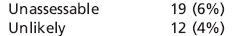 Unassessable 19 (6%)
Unlikely 12 (4%)